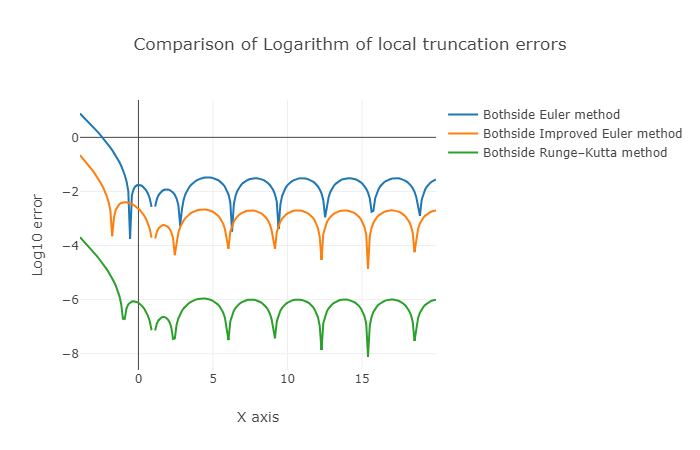 Comparison of Logarithm of local truncation errors
Bothside Euler method
Bothside Improved Euler method
Bothside Runge–Kutta method
Log10 error
0
−2
−4
−6
−8
0
5
10
15
X axis